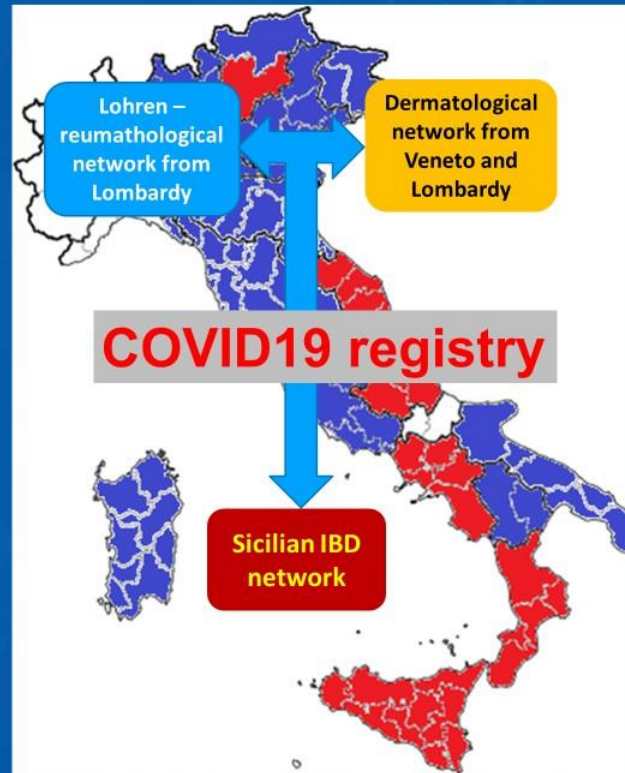 Lohren –
reumathological
network from
Lombardy
Dermatological
network from
Veneto and
Lombardy
COVID19 registry
Sicilian IBD
network